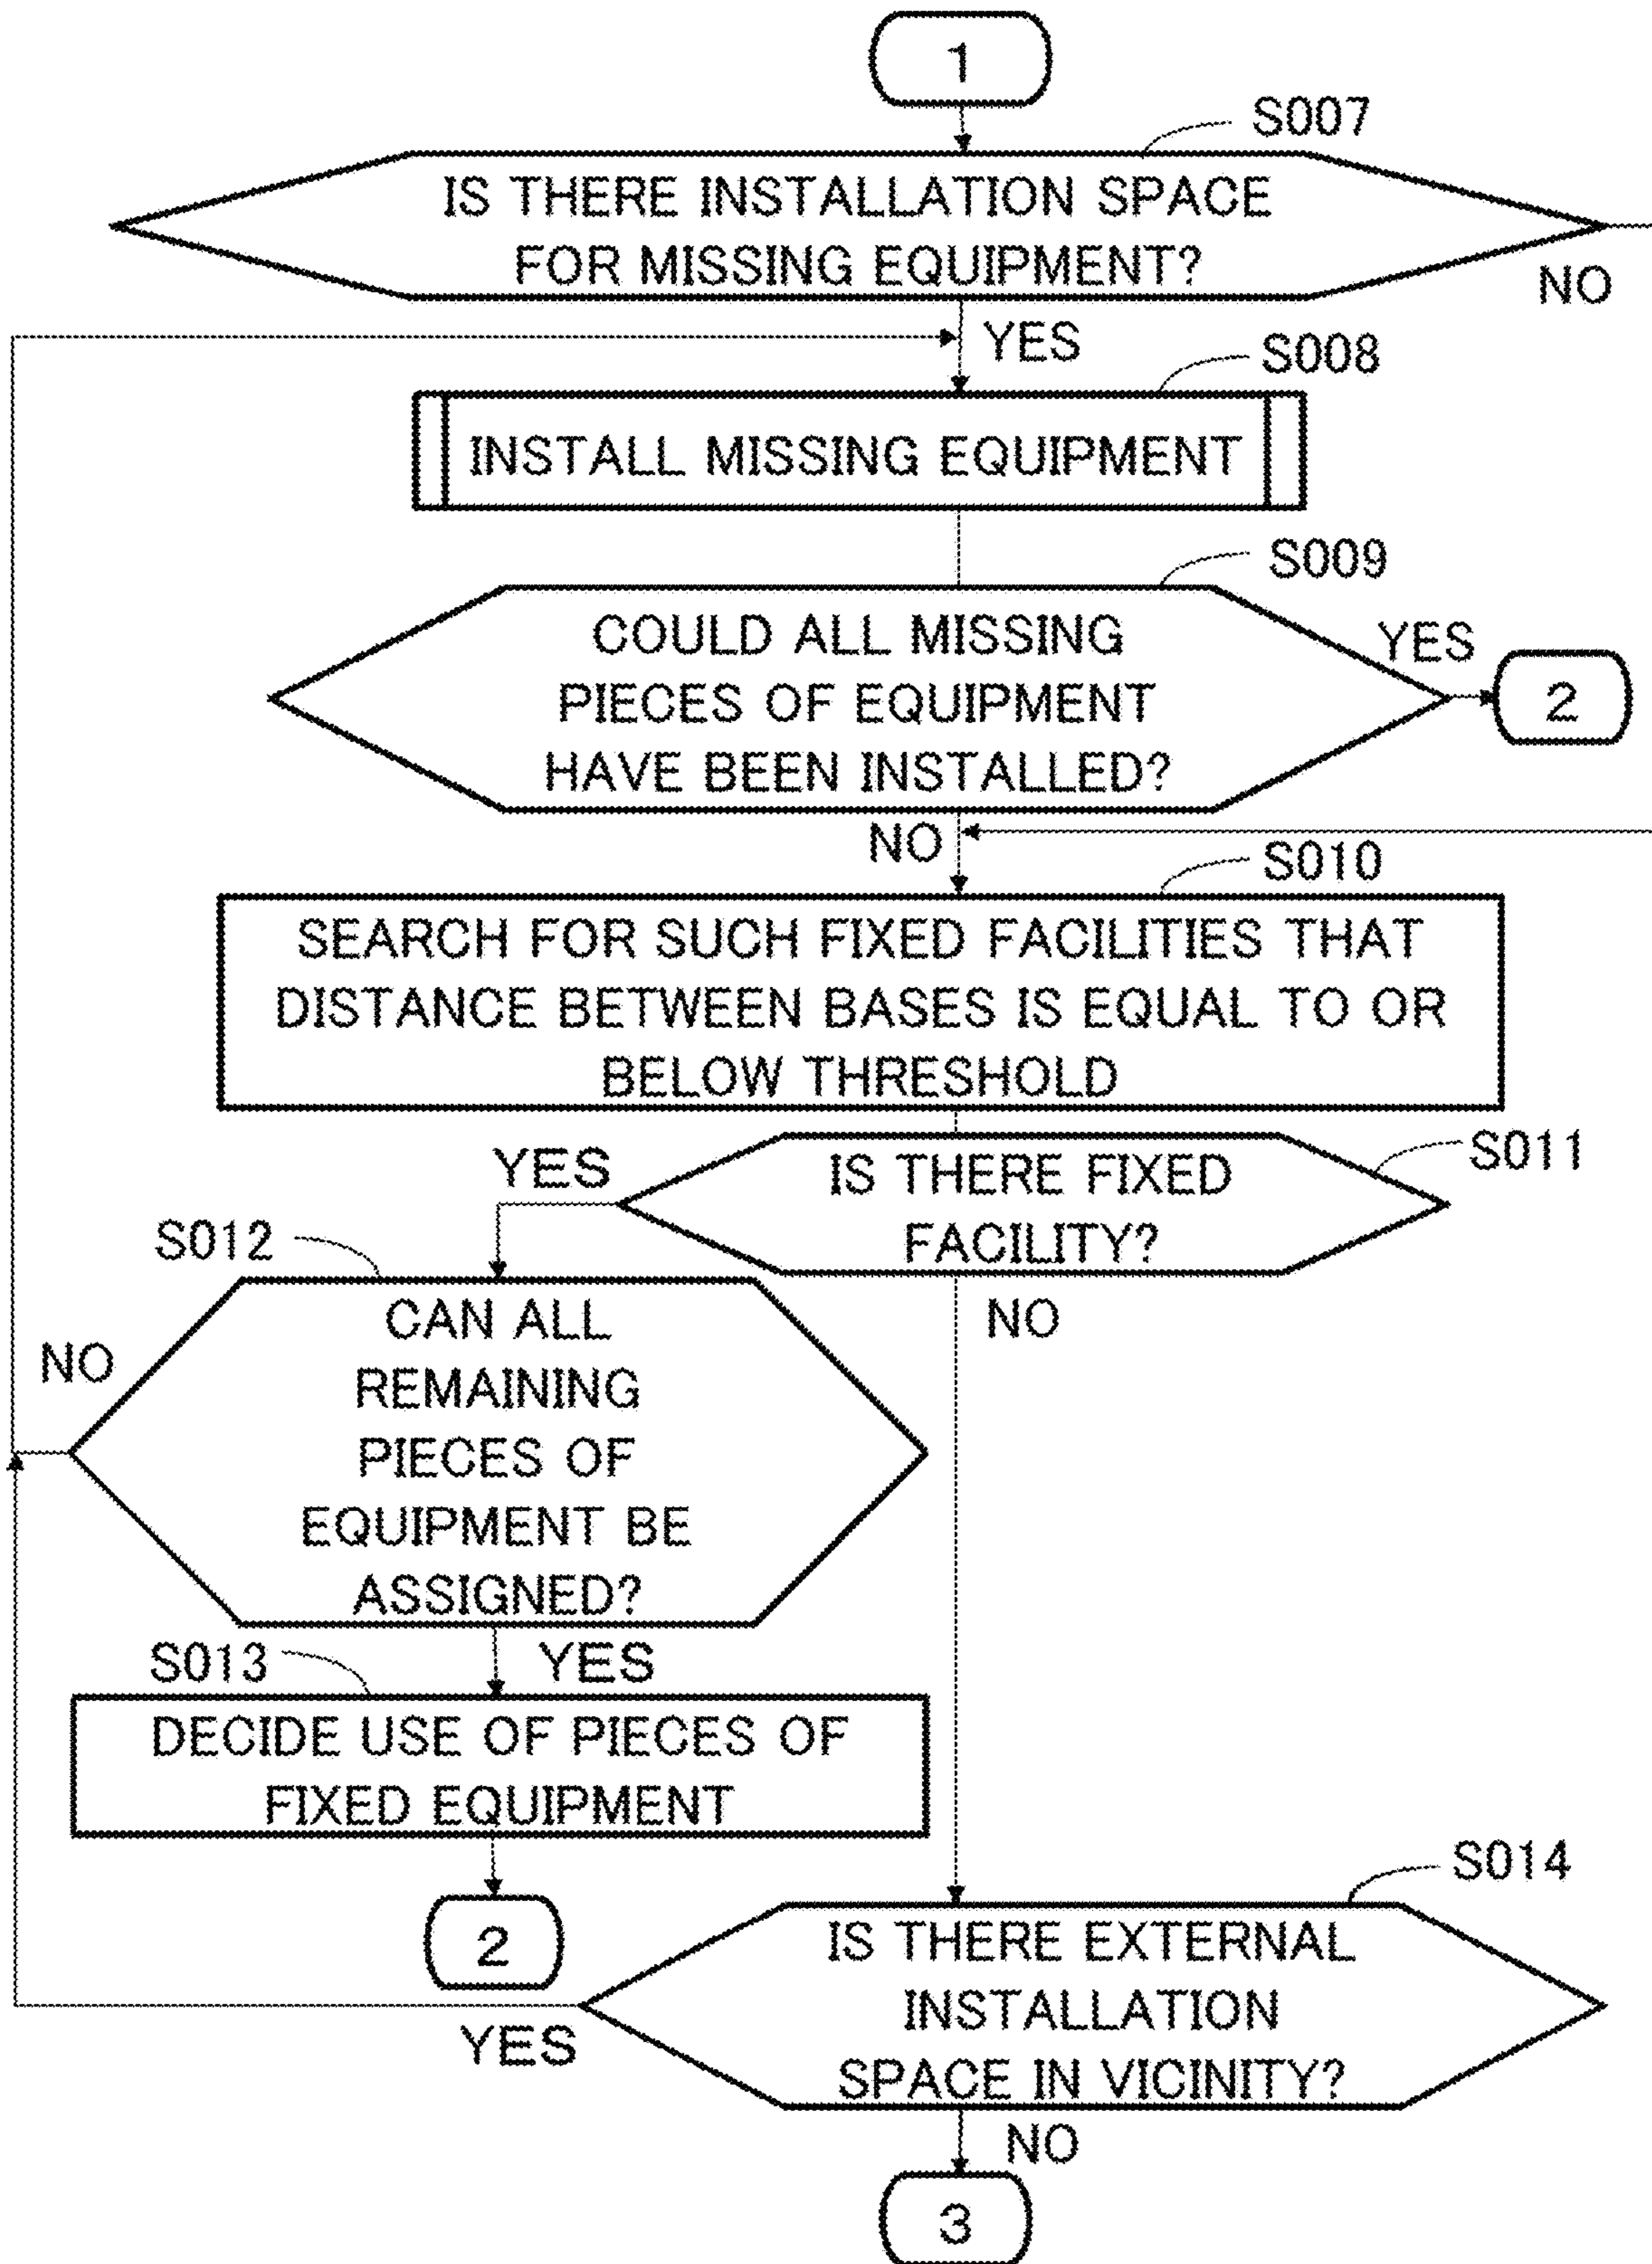 1
S007
IS THERE INSTALLATION SPACE
FOR MISSING EQUIPMENT?
NO
YES
S008
INSTALL MISSING EQUIPMENT
S009
COULD ALL MISSING
PIECES OF EQUIPMENT
HAVE BEEN INSTALLED?
YES
2
NO
S010
SEARCH FOR SUCH FIXED FACILITIES THAT
DISTANCE BETWEEN BASES IS EQUAL TO OR
BELOW THRESHOLD
S011
IS THERE FIXED
FACILITY?
YES
NO
S012
CAN ALL
REMAINING
PIECES OF
EQUIPMENT BE
ASSIGNED?
NO
YES
S013
DECIDE USE OF PIECES OF
FIXED EQUIPMENT
2
S014
IS THERE EXTERNAL
INSTALLATION
SPACE IN VICINITY?
YES
NO
3